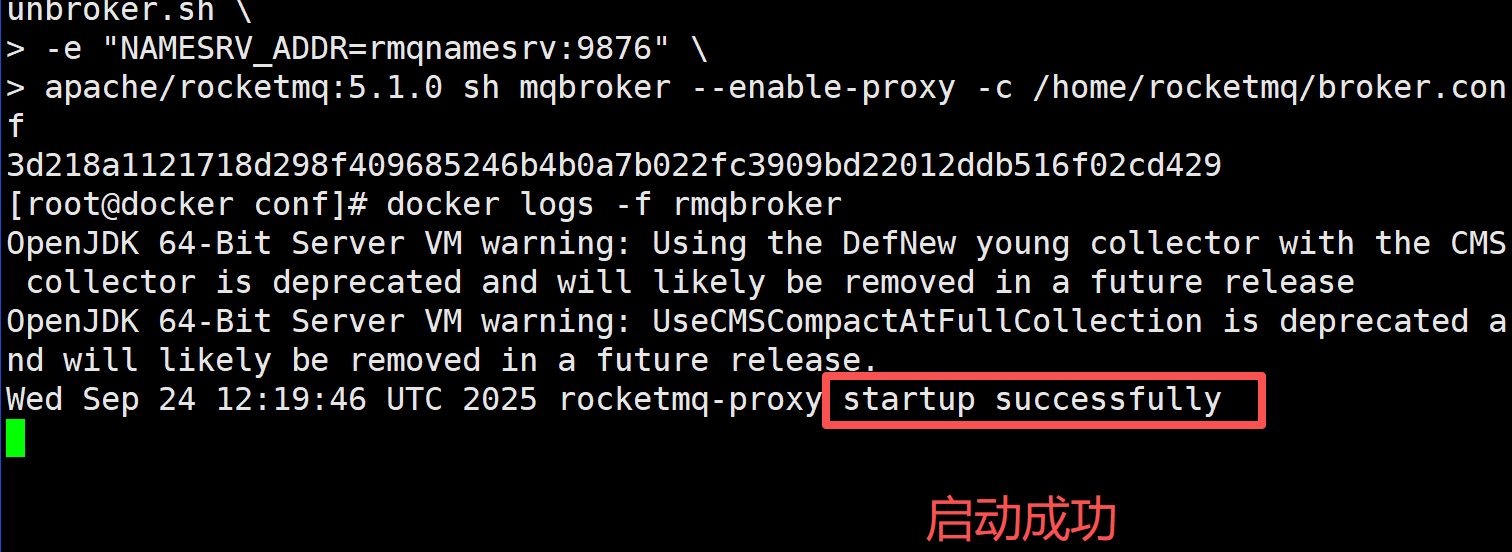 unbroker.sh \
> -e "NAMESRV_ADDR=rmqnamesrv:9876" \
> apache/rocketmq:5.1.0 sh mqbroker --enable-proxy -c /home/rocketmq/broker.con
f
3d218a1121718d298f409685246b4b0a7b022fc3909bd22012ddb516f02cd429
[root@docker conf]# docker logs -f rmqbroker
OpenJDK 64-Bit Server VM warning: Using the DefNew young collector with the CMS
 collector is deprecated and will likely be removed in a future release
OpenJDK 64-Bit Server VM warning: UseCMSCompactAtFullCollection is deprecated a
nd will likely be removed in a future release.
Wed Sep 24 12:19:46 UTC 2025 rocketmq-proxy startup successfully
启动成功